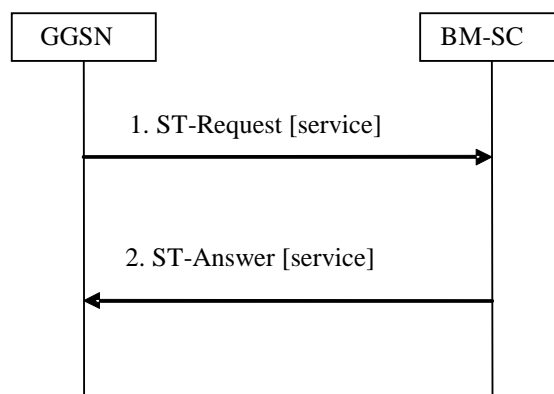 GGSN
BM-SC
1. ST-Request [service]
2. ST-Answer [service]